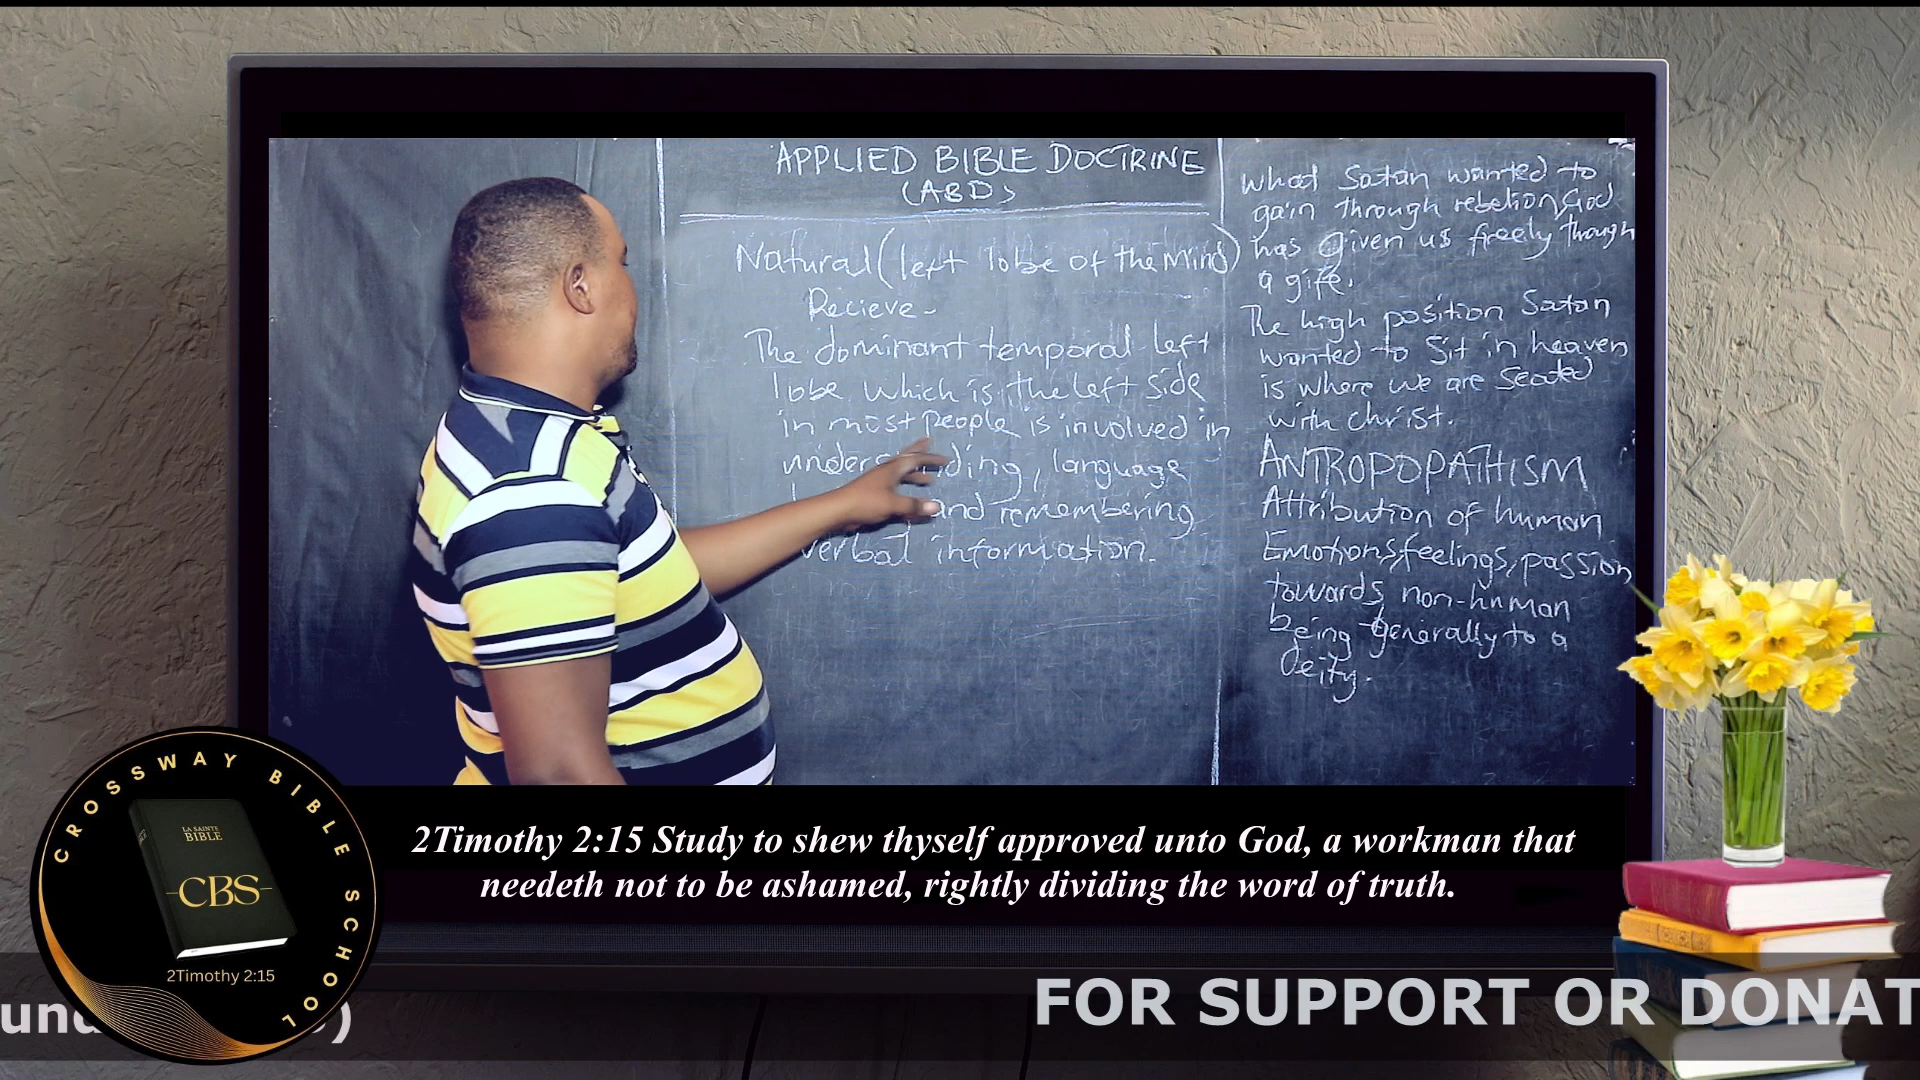 APPLIED BIBLE DOCTRINE
(ABD)
Natural (left lobe of the Mind)
Recieve -
The dominant temporal left
lobe which is the left side
in most people is involved in
language
and remembering
verbal information.
what Satan wanted to
gain through rebelion, God
has given us freely through
a gift.
The high position Satan
wanted to Sit in heaven
is where we are Seated
with christ.
ANTROPOPATHISM
Attribution of human
Emotions, feelings, passion
towards non-human
being generally to a
deity.
2Timothy 2:15 Study to shew thyself approved unto God, a workman that
needeth not to be ashamed, rightly dividing the word of truth.
CROSSWAY BIBLE SCHOOL
LA SAINTE
BIBLE
CBS
2Timothy 2:15
FOR SUPPORT OR DONAT